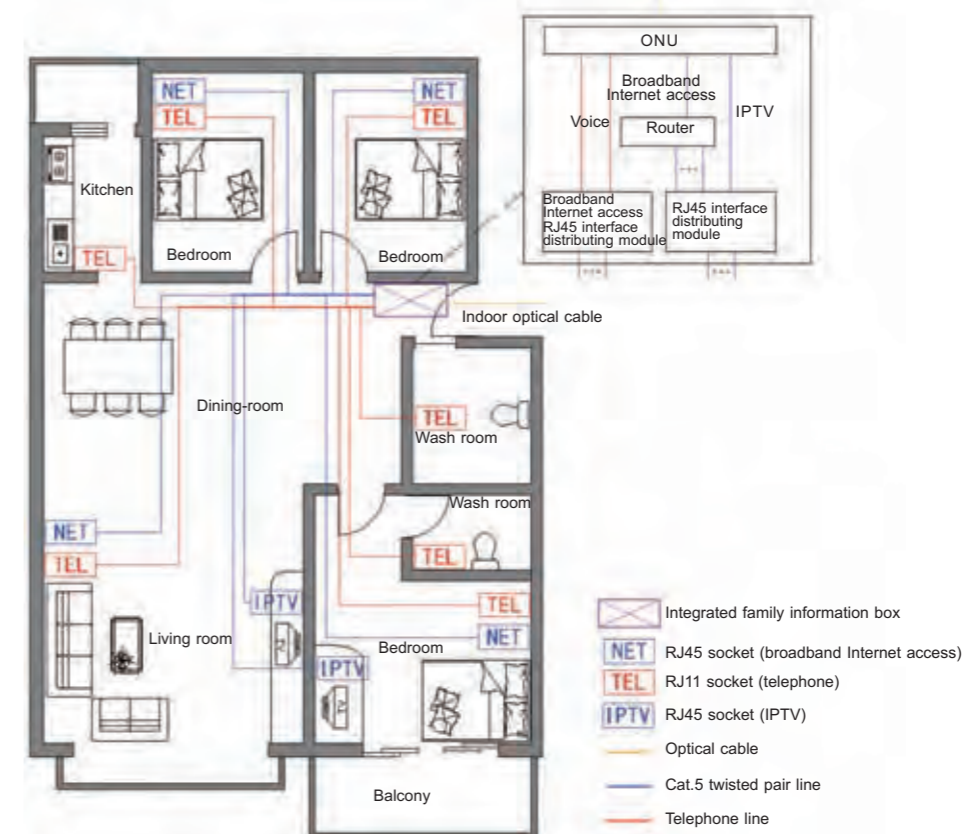 ONU
Broadband
Internet access
Voice
IPTV
Router
Broadband
Internet access
RJ45 interface
distributing module
RJ45 interface
distributing
module
NET
TEL
NET
TEL
Kitchen
Bedroom
Bedroom
TEL
Indoor optical cable
Dining-room
TEL
Wash room
Wash room
NET
TEL
TEL
IPTV
TEL
NET
Living room
Bedroom
IPTV
Balcony
Integrated family information box
NET
RJ45 socket (broadband Internet access)
TEL
RJ11 socket (telephone)
IPTV
RJ45 socket (IPTV)
Optical cable
Cat.5 twisted pair line
Telephone line